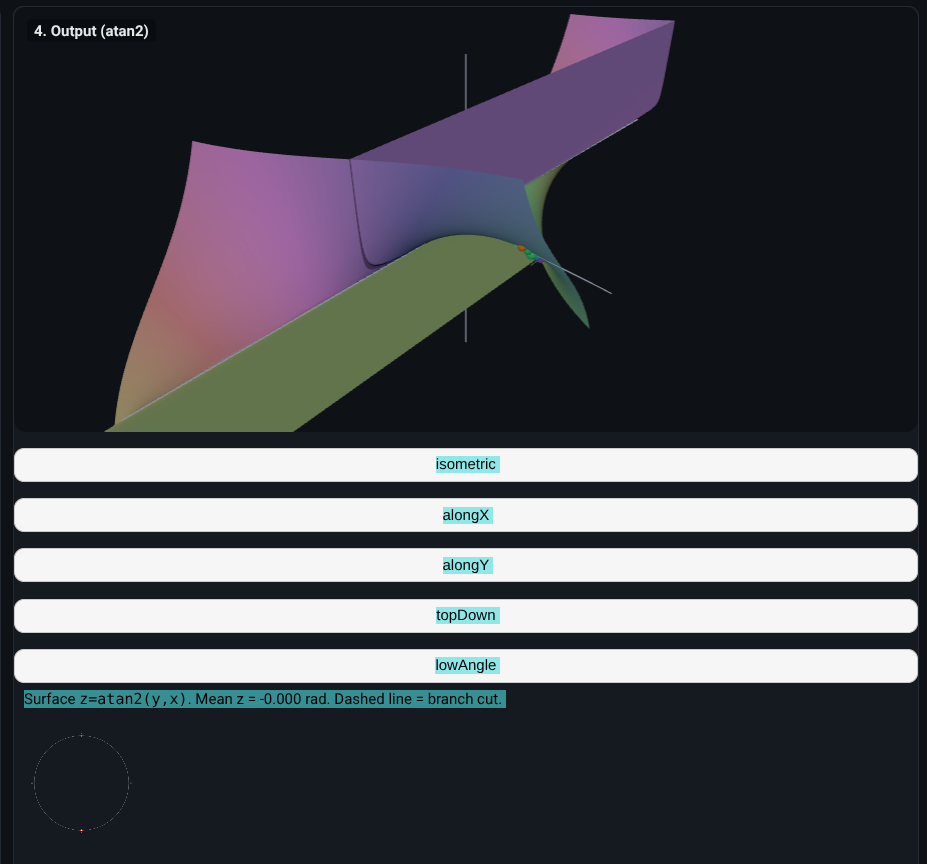 4. Output (atan2)
isometric
alongX
alongY
topDown
lowAngle
Surface z=atan2(y,x). Mean z = -0.000 rad. Dashed line = branch cut.